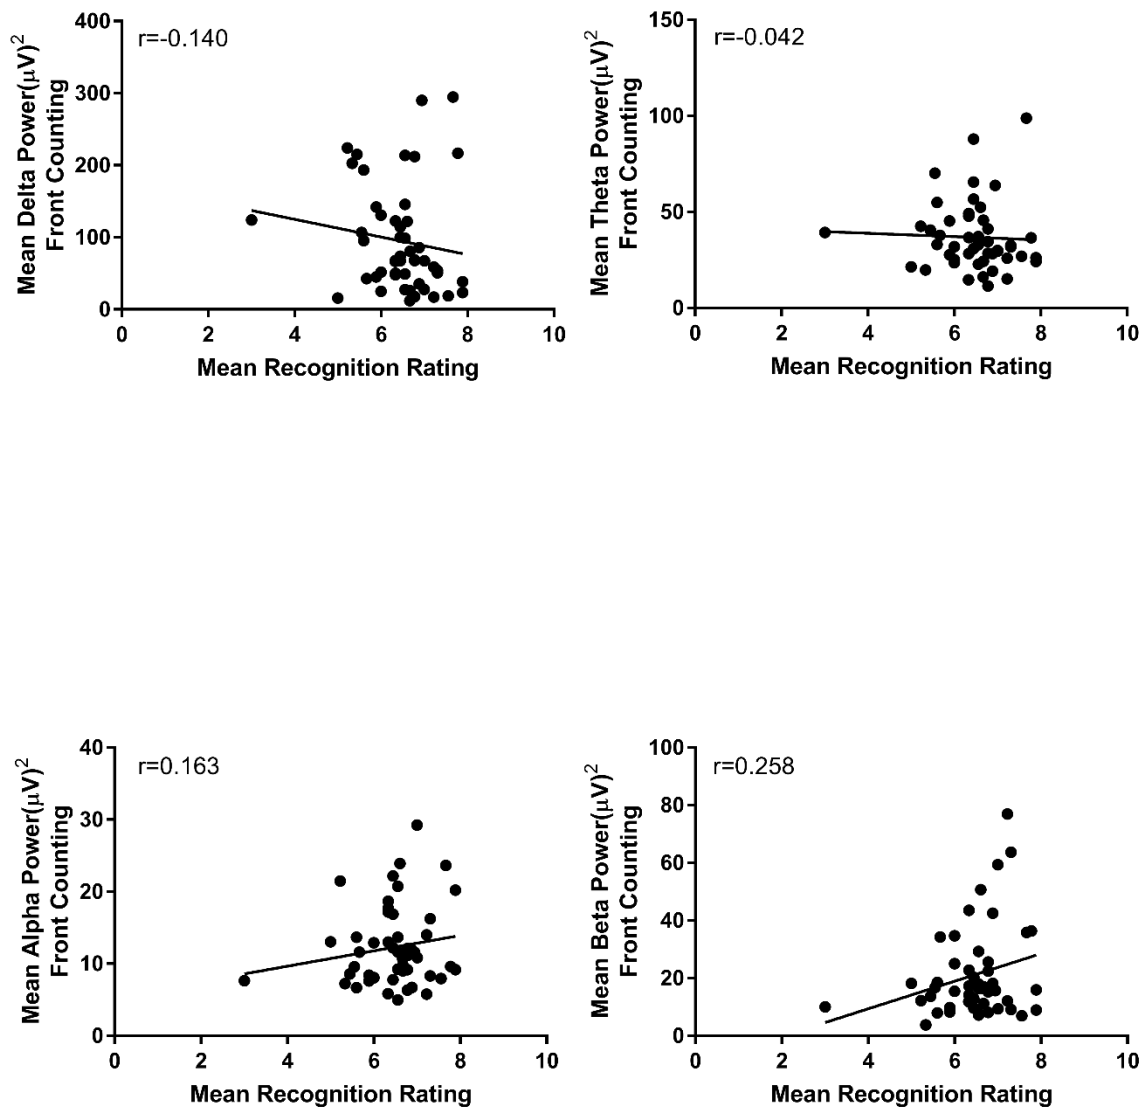 r=-0.140
Mean Delta Power(μV)²
Front Counting
400
300
200
100
0
0 2 4 6 8 10
Mean Recognition Rating
r=-0.042
Mean Theta Power(μV)²
Front Counting
150
100
50
0
0 2 4 6 8 10
Mean Recognition Rating
r=0.163
Mean Alpha Power(μV)²
Front Counting
40
30
20
10
0
0 2 4 6 8 10
Mean Recognition Rating
r=0.258
Mean Beta Power(μV)²
Front Counting
100
80
60
40
20
0
0 2 4 6 8 10
Mean Recognition Rating